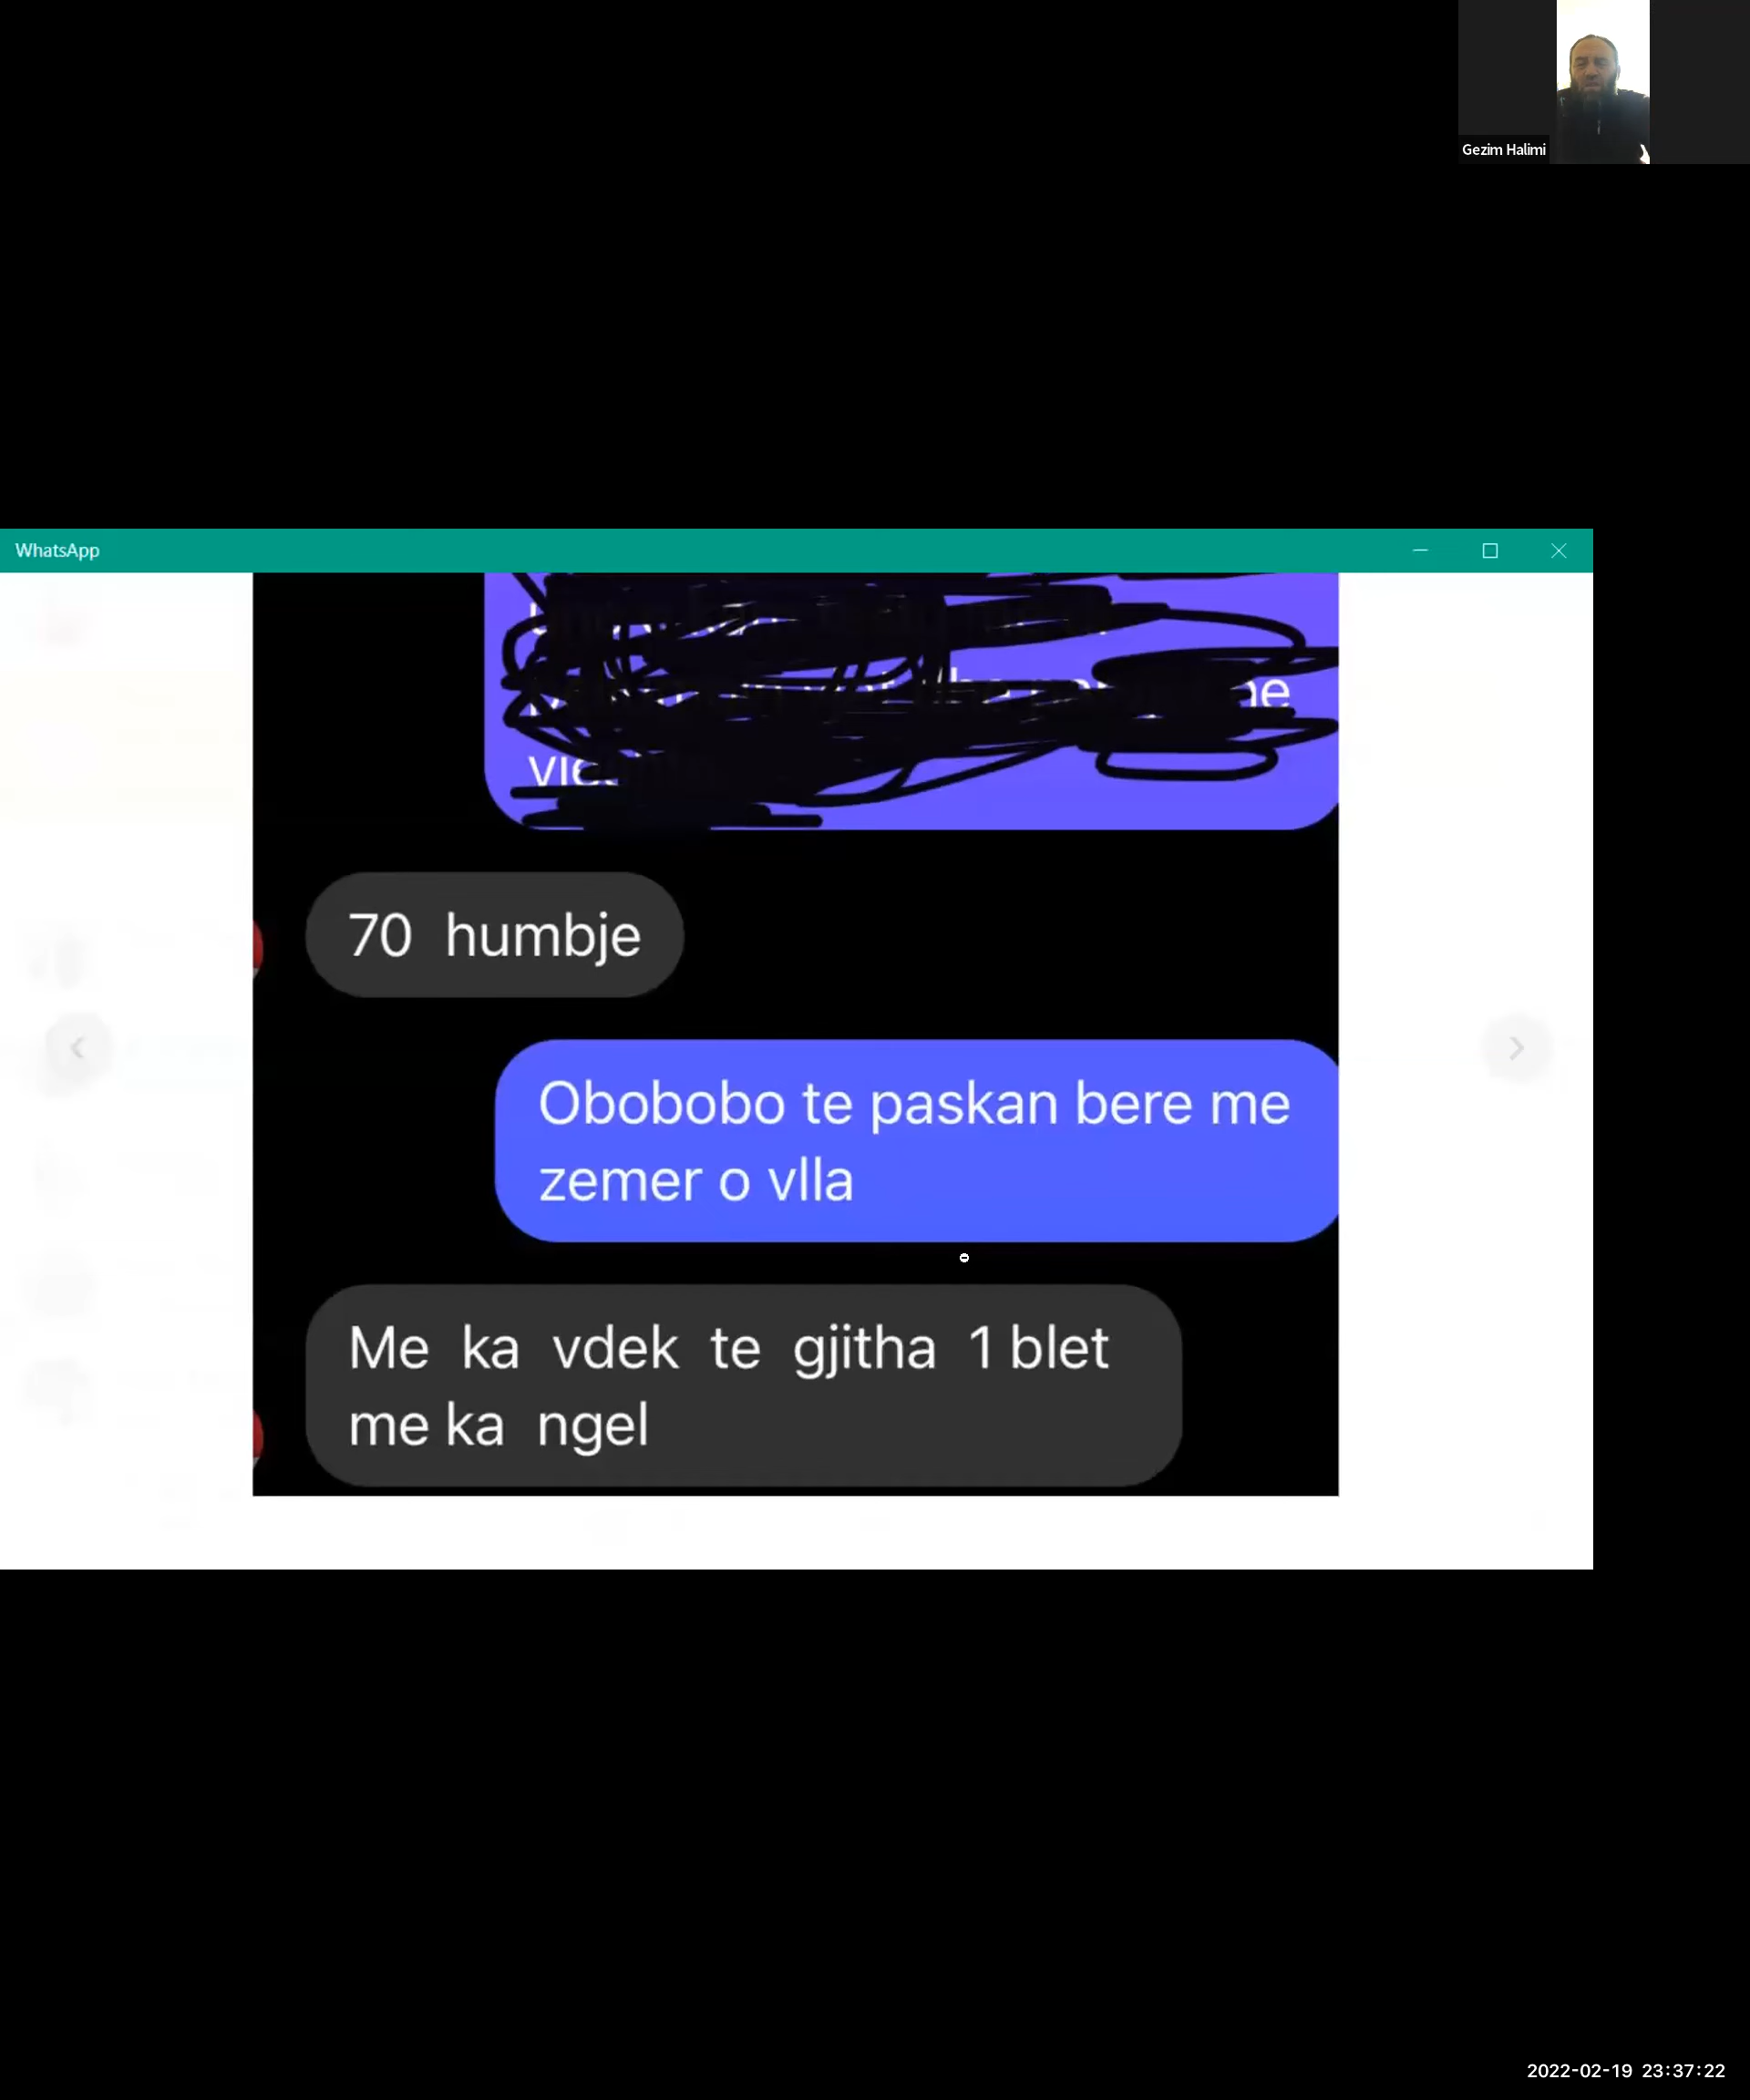 Gezim Halimi
WhatsApp
70 humbje
Obobobo te paskan bere me
zemer o vlla
Me ka vdek te gjitha 1 blet
me ka ngel
2022-02-19 23:37:22